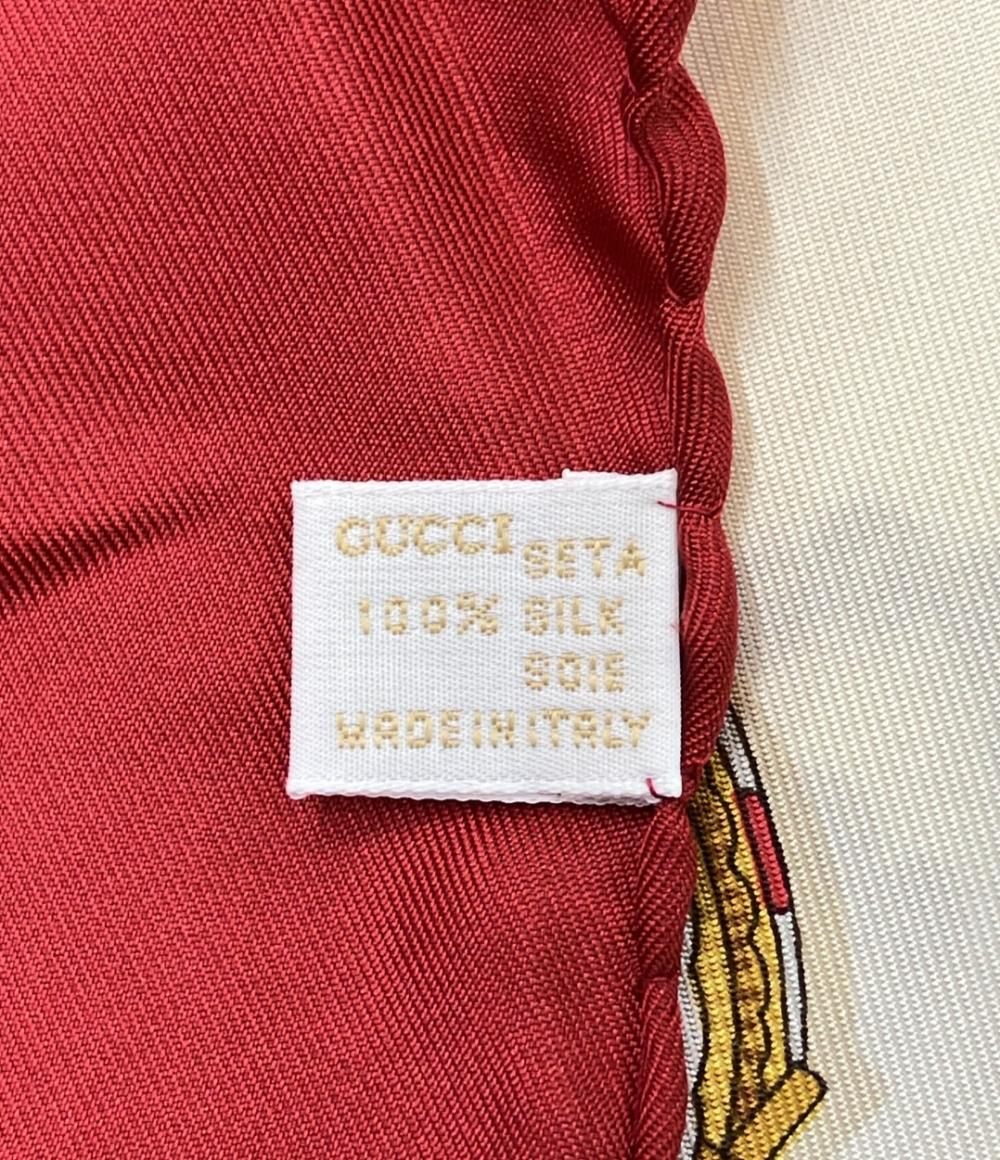 GUCCI
SETA
100% SILK
SOIE
MADE IN ITALY